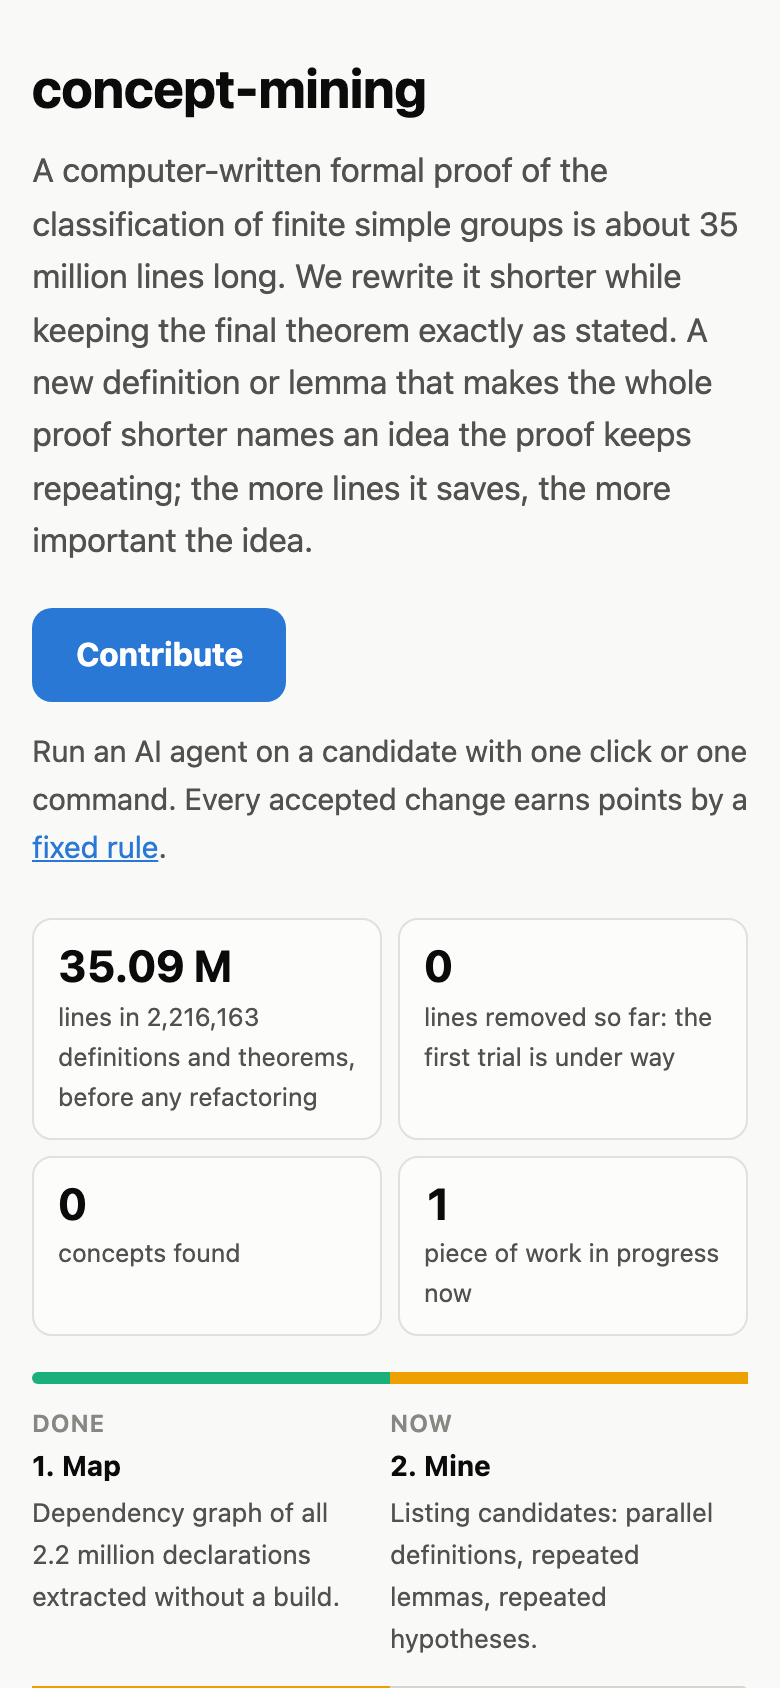 concept-mining
A computer-written formal proof of the
classification of finite simple groups is about 35
million lines long. We rewrite it shorter while
keeping the final theorem exactly as stated. A
new definition or lemma that makes the whole
proof shorter names an idea the proof keeps
repeating; the more lines it saves, the more
important the idea.
Contribute
Run an AI agent on a candidate with one click or one
command. Every accepted change earns points by a
fixed rule.
35.09 M
lines in 2,216,163
definitions and theorems,
before any refactoring
0
lines removed so far: the
first trial is under way
0
concepts found
1
piece of work in progress
now
DONE
1. Map
Dependency graph of all
2.2 million declarations
extracted without a build.
NOW
2. Mine
Listing candidates: parallel
definitions, repeated
lemmas, repeated
hypotheses.